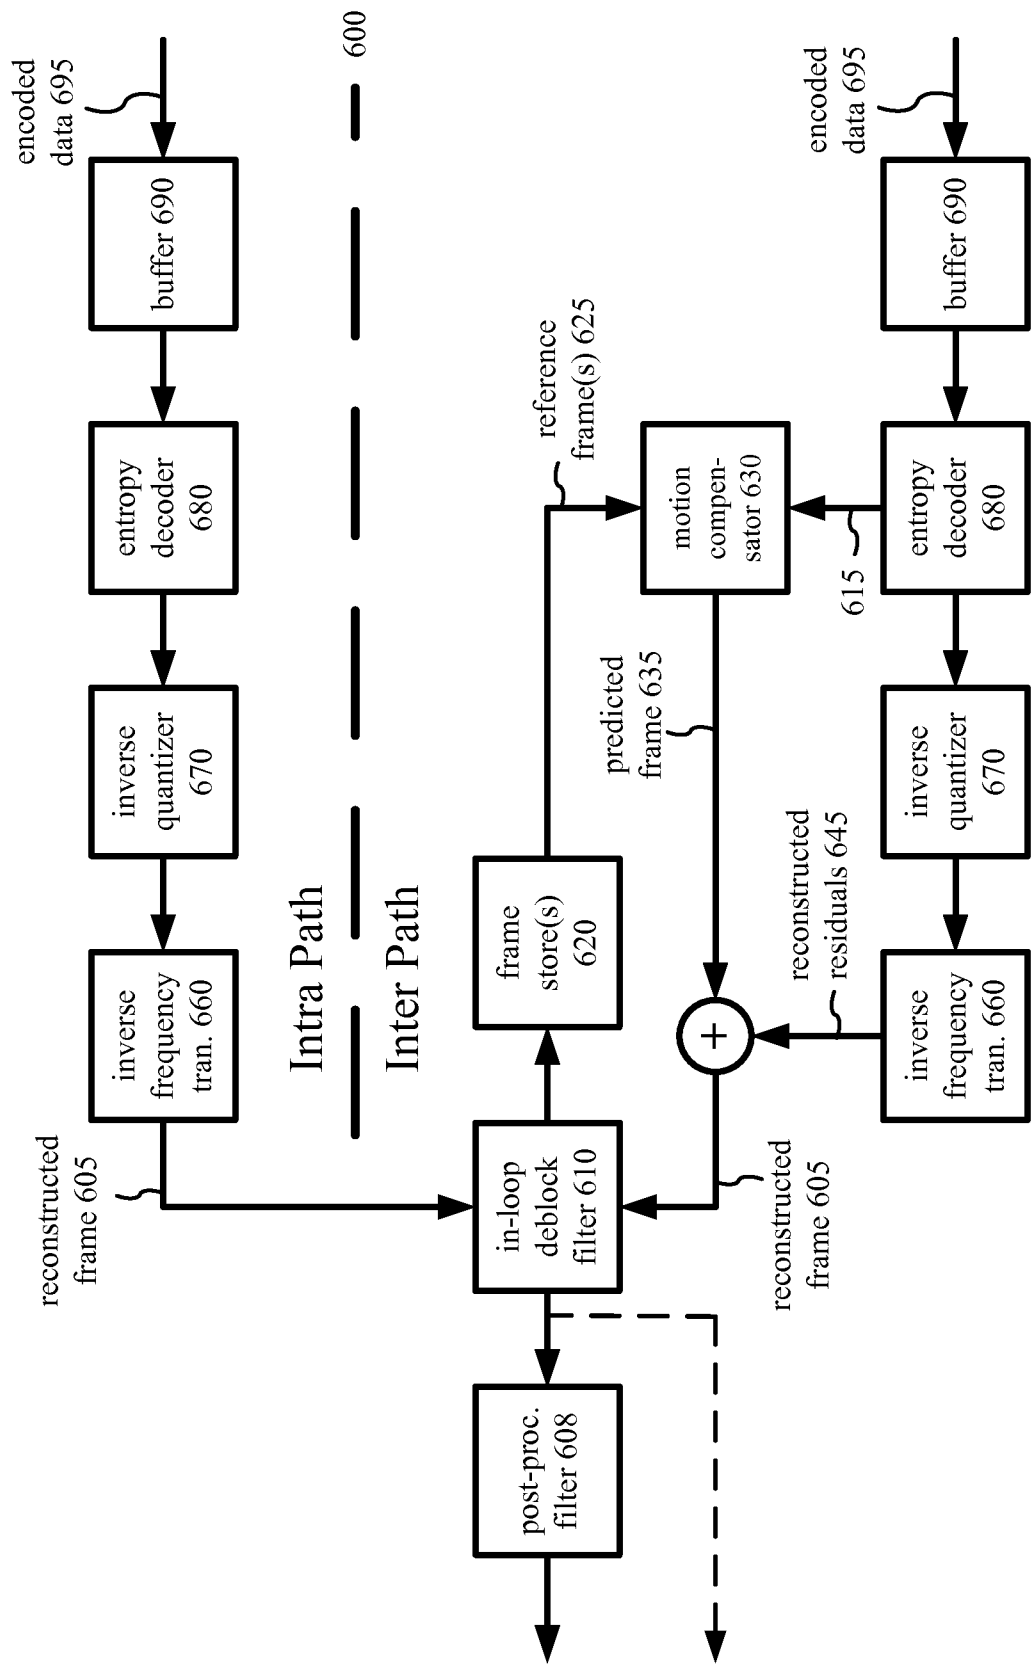 600
encoded
data 695
buffer 690
entropy
decoder
680
inverse
quantizer
670
inverse
frequency
tran. 660
reconstructed
frame 605
Intra Path
Inter Path
reference
frame(s) 625
frame
store(s)
620
in-loop
deblock
filter 610
post-proc.
filter 608
motion
compen-
sator 630
predicted
frame 635
reconstructed
frame 605
encoded
data 695
buffer 690
615
entropy
decoder
680
inverse
quantizer
670
reconstructed
residuals 645
+
inverse
frequency
tran. 660